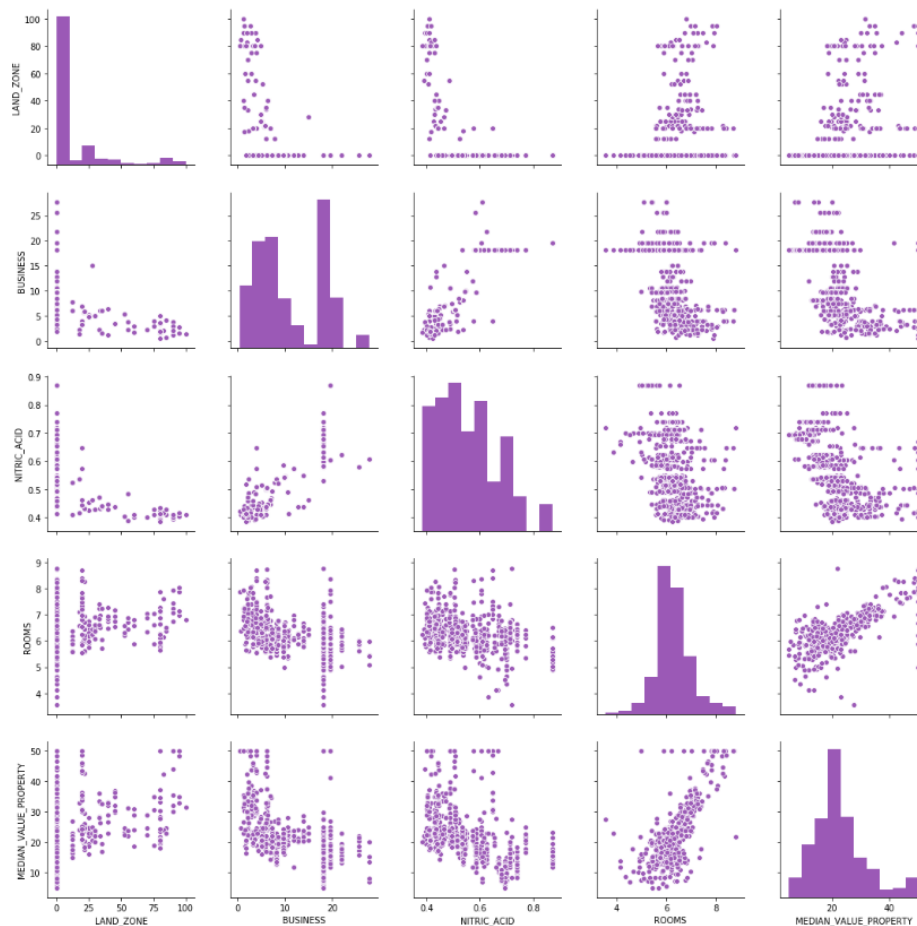 100
80
60
40
20
0
LAND_ZONE
25
20
15
10
5
0
BUSINESS
0.9
0.8
0.7
0.6
0.5
0.4
NITRIC_ACID
9
8
7
6
5
4
ROOMS
50
40
30
20
10
MEDIAN_VALUE_PROPERTY
0 25 50 75 100
0 10 20
0.4 0.6 0.8
4 6 8
20 40
LAND_ZONE
BUSINESS
NITRIC_ACID
ROOMS
MEDIAN_VALUE_PROPERTY